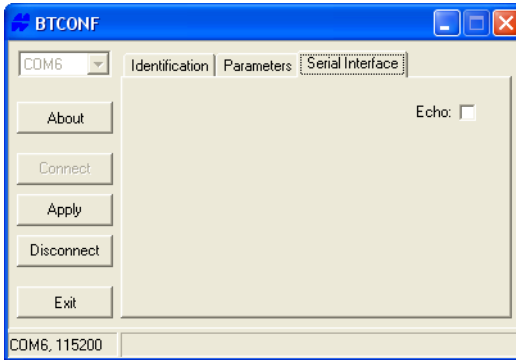 BTCONF
COM6
Identification
Parameters
Serial Interface
About
Echo:
Connect
Apply
Disconnect
Exit
COM6, 115200